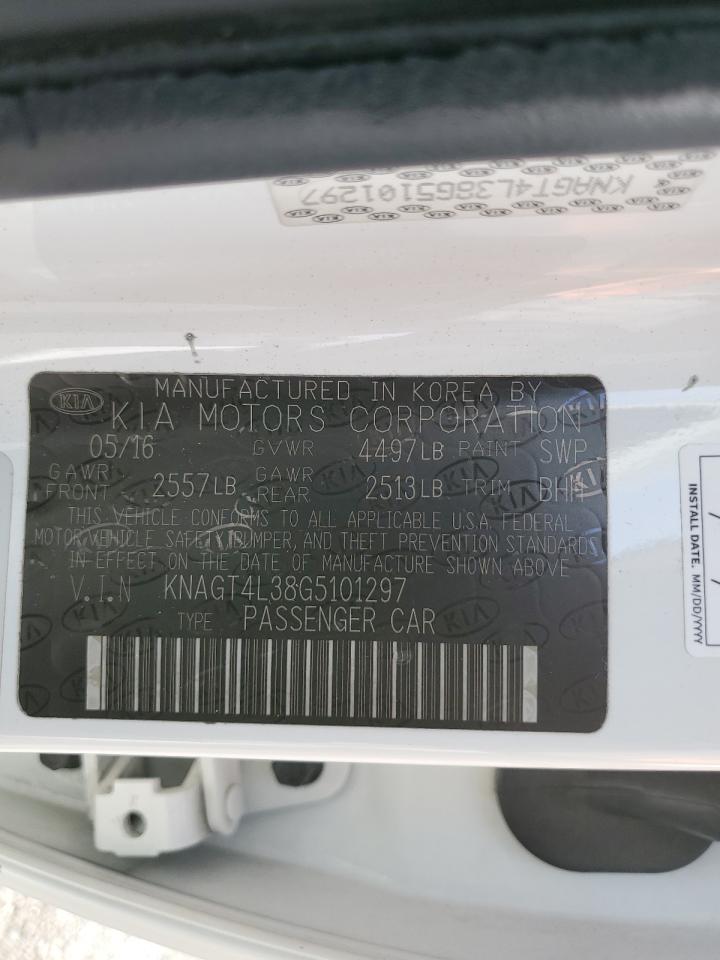 KNAGT4L38G5101297
KIA
MANUFACTURED IN KOREA BY
KIA MOTORS CORPORATION
05/16 GVWR 4497LB PAINT SWP
GAWR FRONT 2557LB GAWR REAR 2513LB TRIM BHH
THIS VEHICLE CONFORMS TO ALL APPLICABLE U.S.A. FEDERAL
MOTOR VEHICLE SAFETY, BUMPER, AND THEFT PREVENTION STANDARDS
IN EFFECT ON THE DATE OF MANUFACTURE SHOWN ABOVE
V.I.N KNAGT4L38G5101297
TYPE PASSENGER CAR
INSTALL DATE: MM/DD/YYYY